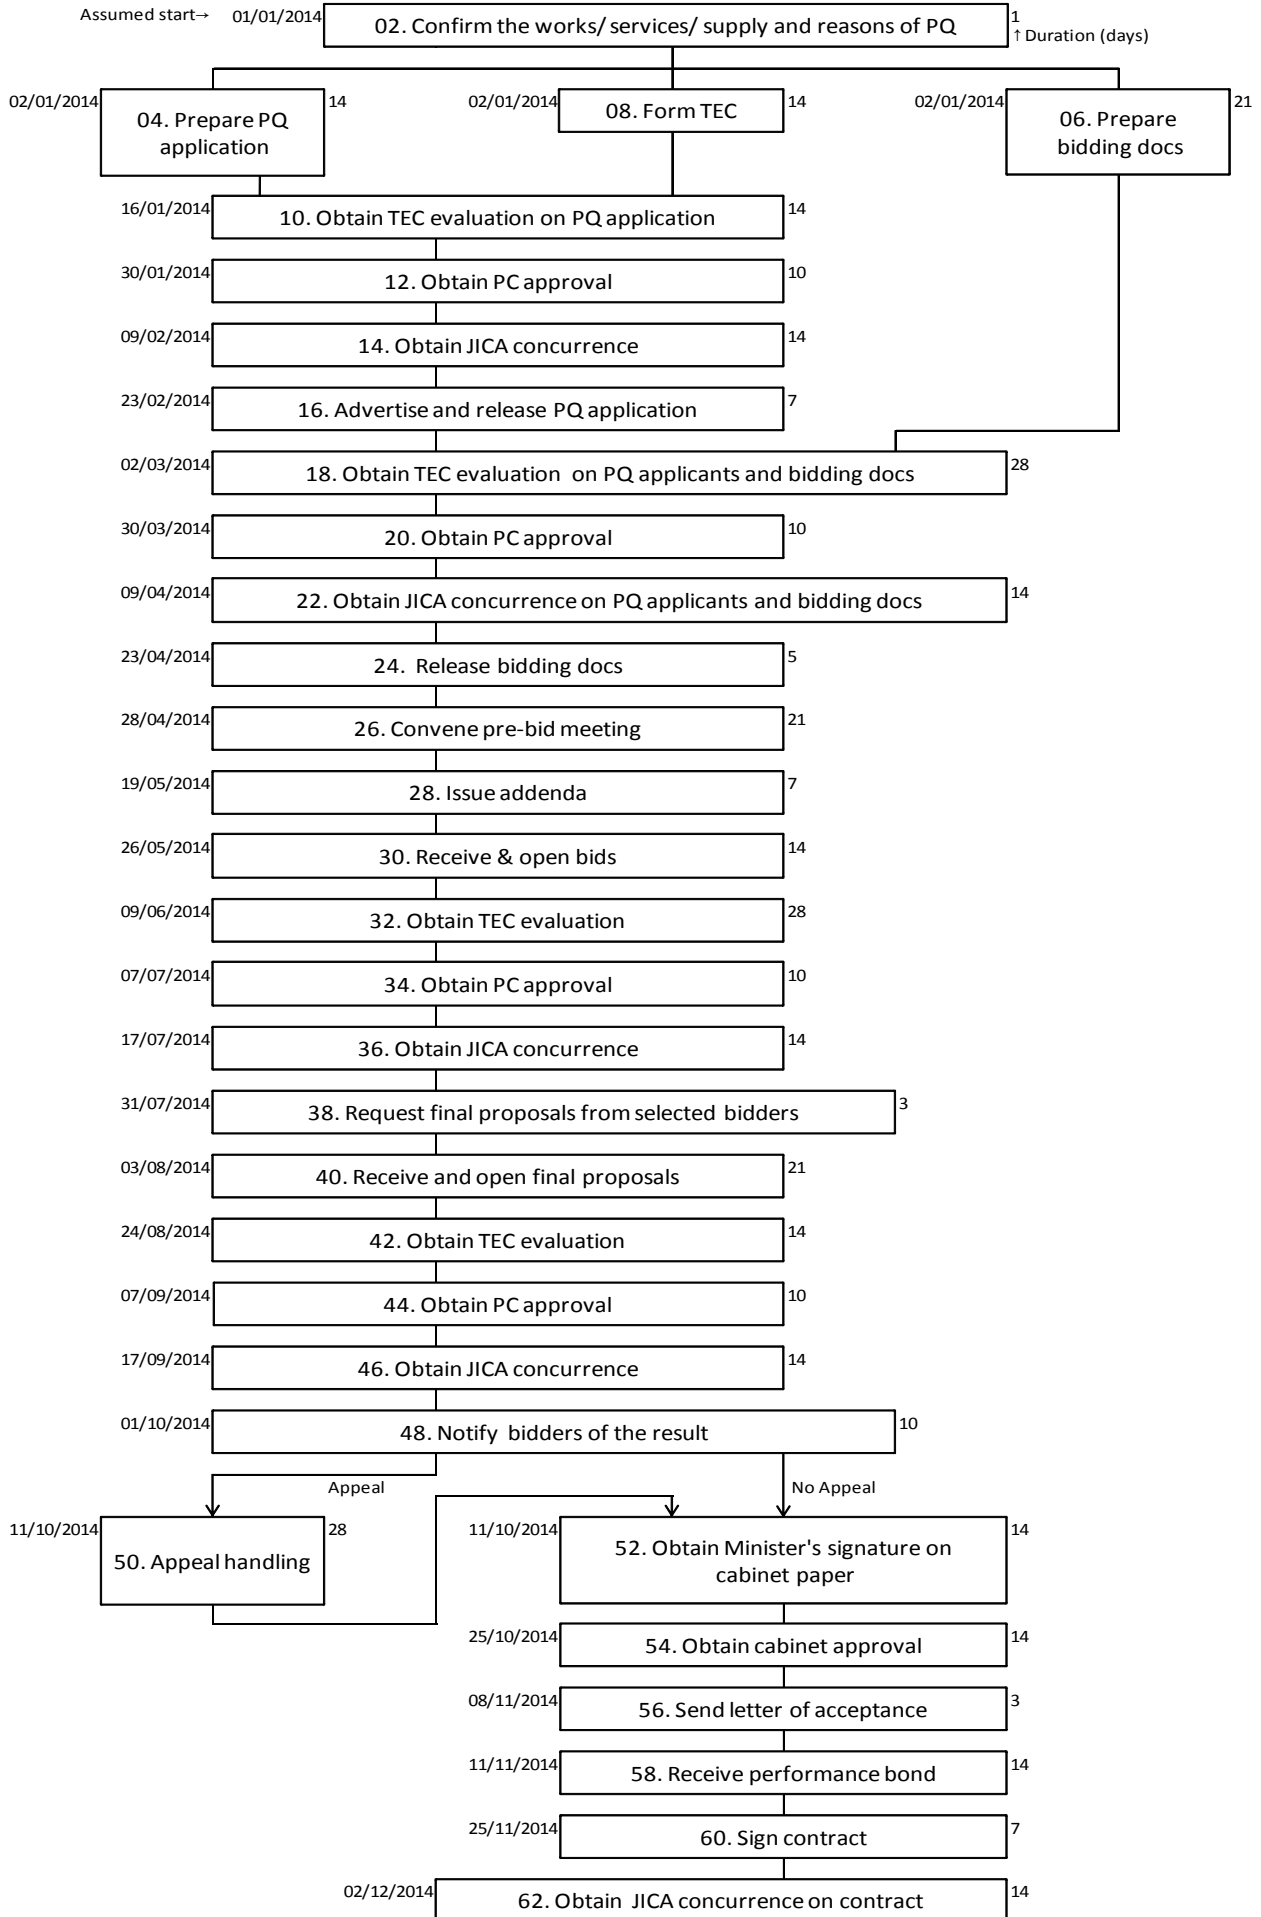 Assumed start→ 01/01/2014 02. Confirm the works/ services/ supply and reasons of PQ 1
↑ Duration (days)
02/01/2014 04. Prepare PQ 14
application
02/01/2014 08. Form TEC 14
02/01/2014 06. Prepare 21
bidding docs
16/01/2014 10. Obtain TEC evaluation on PQ application 14
30/01/2014 12. Obtain PC approval 10
09/02/2014 14. Obtain JICA concurrence 14
23/02/2014 16. Advertise and release PQ application 7
02/03/2014 18. Obtain TEC evaluation on PQ applicants and bidding docs 28
30/03/2014 20. Obtain PC approval 10
09/04/2014 22. Obtain JICA concurrence on PQ applicants and bidding docs 14
23/04/2014 24. Release bidding docs 5
28/04/2014 26. Convene pre-bid meeting 21
19/05/2014 28. Issue addenda 7
26/05/2014 30. Receive & open bids 14
09/06/2014 32. Obtain TEC evaluation 28
07/07/2014 34. Obtain PC approval 10
17/07/2014 36. Obtain JICA concurrence 14
31/07/2014 38. Request final proposals from selected bidders 3
03/08/2014 40. Receive and open final proposals 21
24/08/2014 42. Obtain TEC evaluation 14
07/09/2014 44. Obtain PC approval 10
17/09/2014 46. Obtain JICA concurrence 14
01/10/2014 48. Notify bidders of the result 10
Appeal
No Appeal
11/10/2014 50. Appeal handling 28
11/10/2014 52. Obtain Minister's signature on 14
cabinet paper
25/10/2014 54. Obtain cabinet approval 14
08/11/2014 56. Send letter of acceptance 3
11/11/2014 58. Receive performance bond 14
25/11/2014 60. Sign contract 7
02/12/2014 62. Obtain JICA concurrence on contract 14